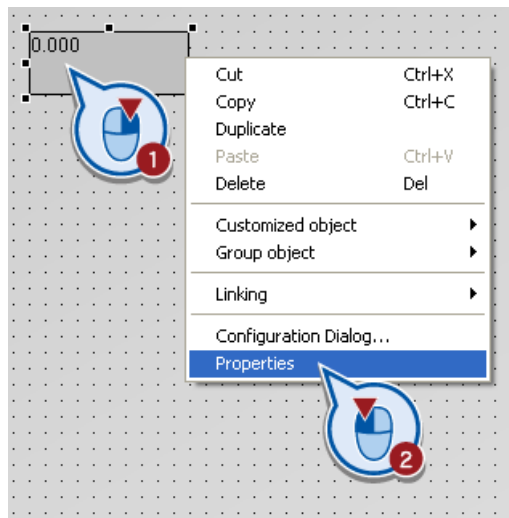 0.000
Cut Ctrl+X
Copy Ctrl+C
Duplicate
Paste Ctrl+V
Delete Del
Customized object
Group object
Linking
Configuration Dialog...
Properties
1
2